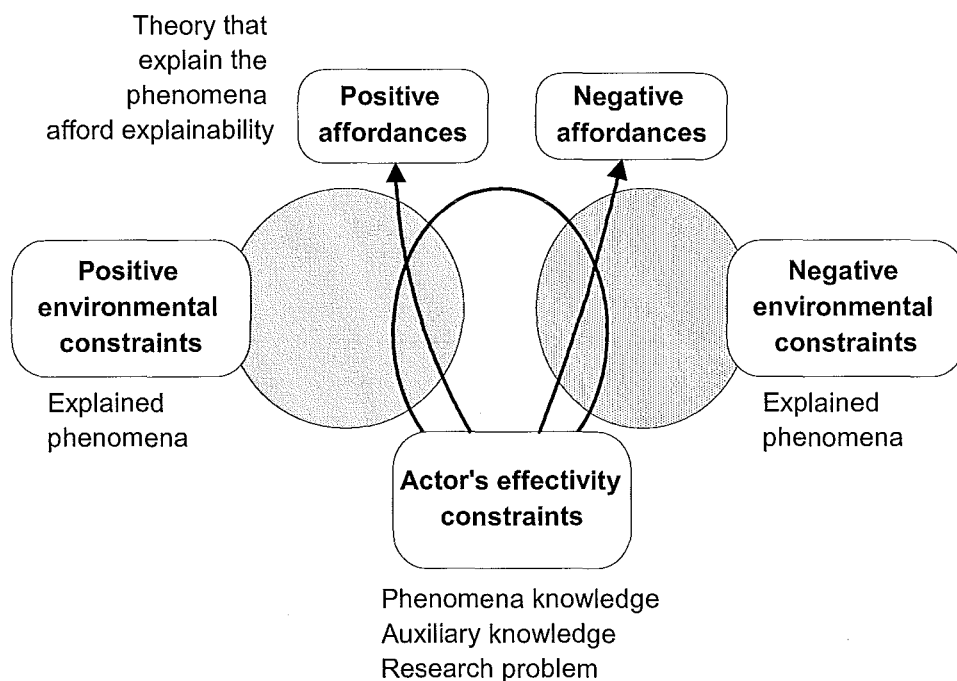 Theory that
explain the
phenomena
afford explainability
Positive
affordances
Negative
affordances
Positive
environmental
constraints
Negative
environmental
constraints
Explained
phenomena
Explained
phenomena
Actor's effectivity
constraints
Phenomena knowledge
Auxiliary knowledge
Research problem